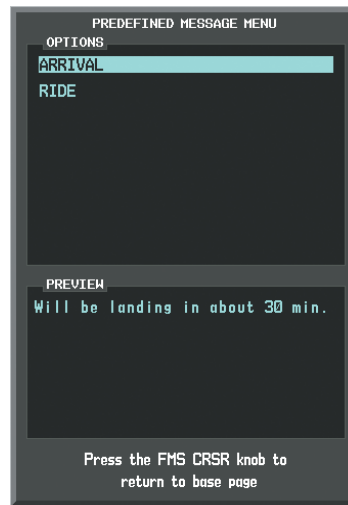 PREDEFINED MESSAGE MENU
OPTIONS
ARRIVAL
RIDE
PREVIEW
Will be landing in about 30 min.
Press the FMS CRSR knob to
return to base page